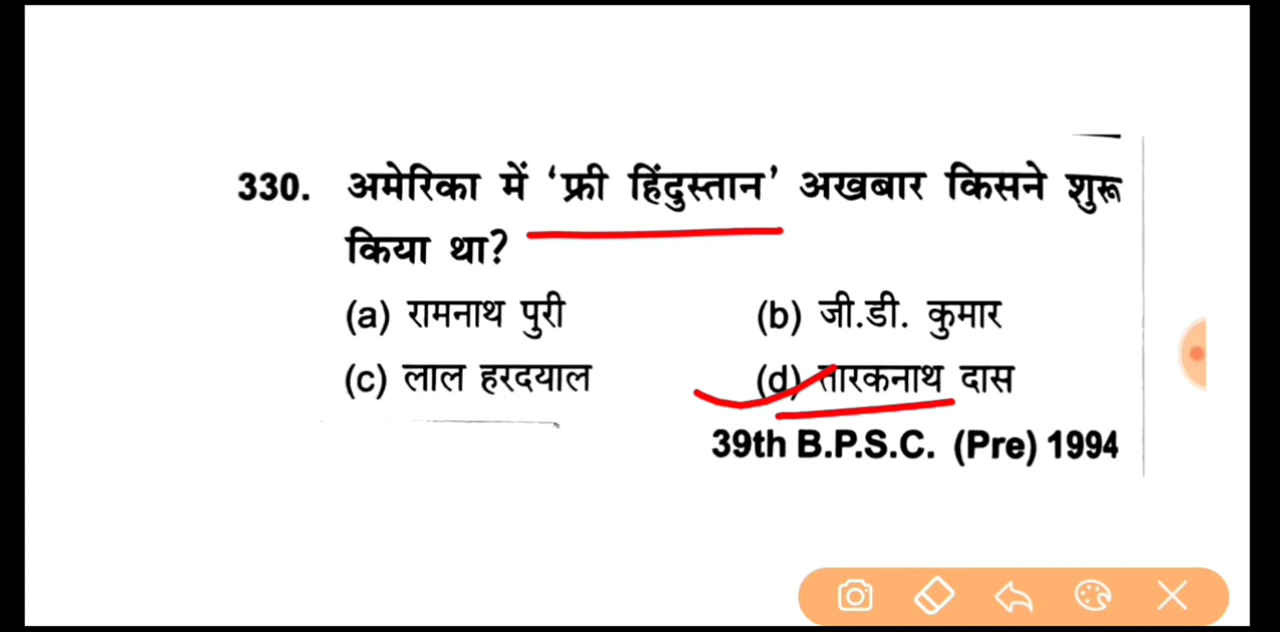 330. अमेरिका में ‘फ्री हिंदुस्तान’ अखबार किसने शुरू
किया था?
(a) रामनाथ पुरी (b) जी.डी. कुमार
(c) लाल हरदयाल (d) तारकनाथ दास
39th B.P.S.C. (Pre) 1994